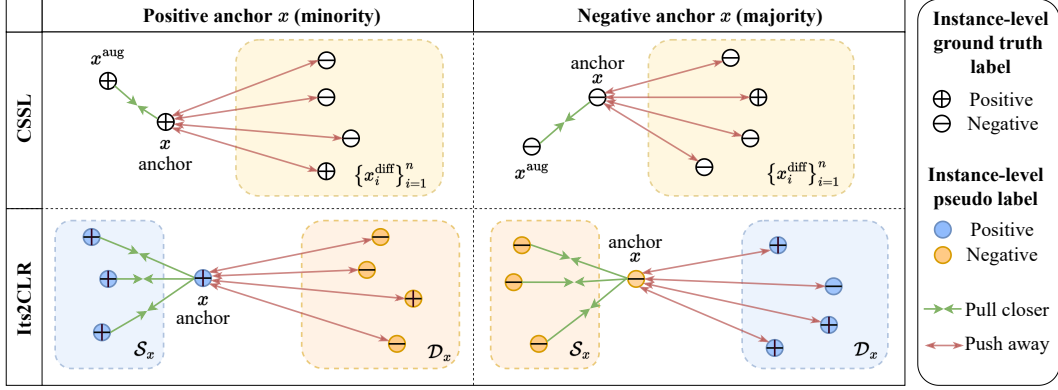 Positive anchor x (minority)
Negative anchor x (majority)
CSSL
x^aug
x
anchor
{x_i^diff}_{i=1}^n
anchor
x
x^aug
{x_i^diff}_{i=1}^n
Its2CLR
x
anchor
S_x
D_x
anchor
x
S_x
D_x
Instance-level
ground truth
label
Positive
Negative
Instance-level
pseudo label
Positive
Negative
Pull closer
Push away